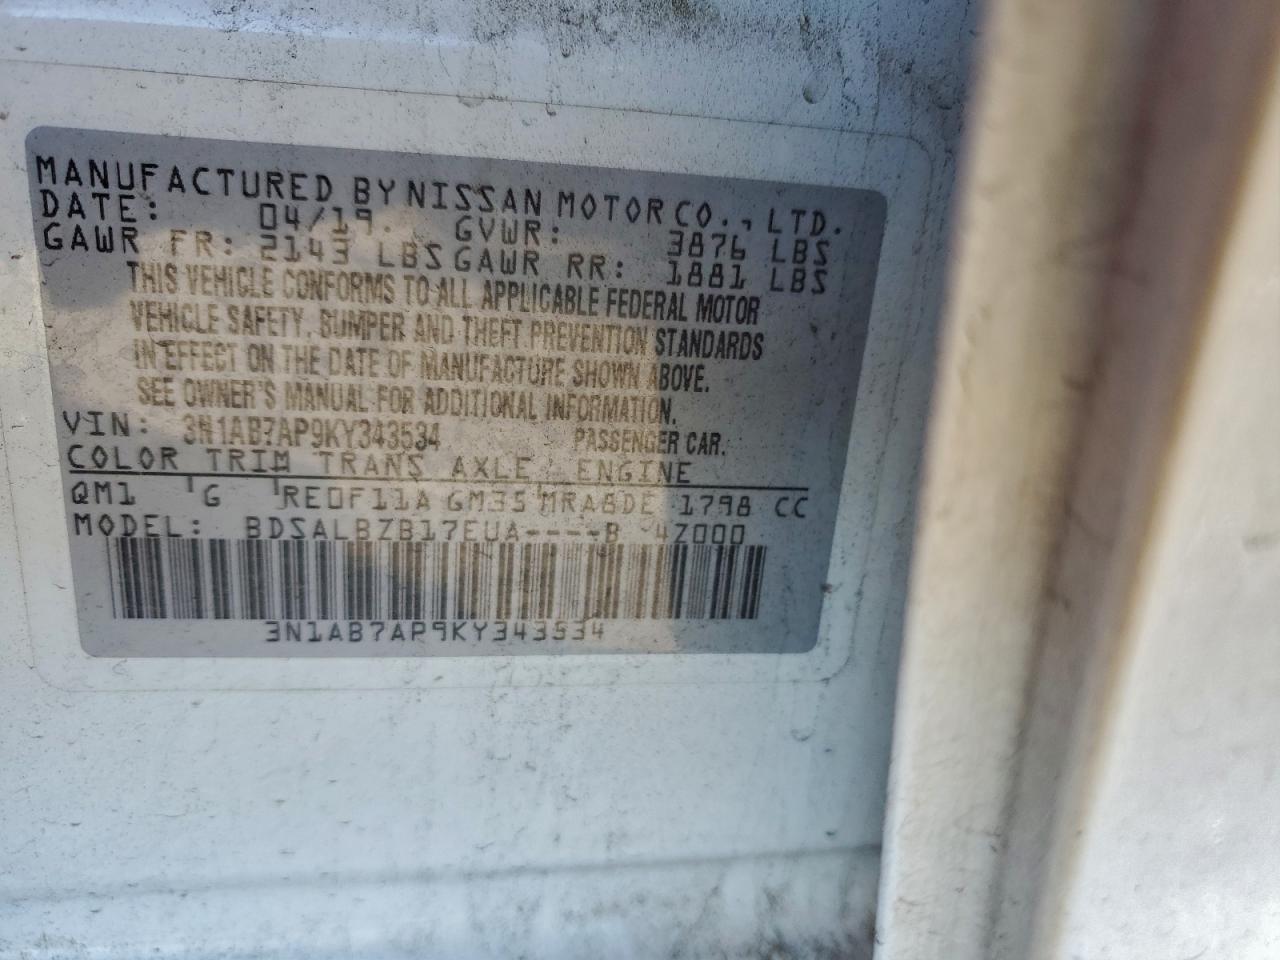 MANUFACTURED BY NISSAN MOTOR CO., LTD.
DATE: 04/19. GVWR: 3876 LBS
GAWR FR: 2143 LBS GAWR RR: 1881 LBS
THIS VEHICLE CONFORMS TO ALL APPLICABLE FEDERAL MOTOR
VEHICLE SAFETY, BUMPER AND THEFT PREVENTION STANDARDS
IN EFFECT ON THE DATE OF MANUFACTURE SHOWN ABOVE.
SEE OWNER'S MANUAL FOR ADDITIONAL INFORMATION.
VIN: 3N1AB7AP9KY343534 PASSENGER CAR.
COLOR TRIM TRANS AXLE ENGINE
QM1 G RE0F11A GM35 MRA8DE 1798 CC
MODEL: BDSALBZB17EUA----B 4Z000
3N1AB7AP9KY343534